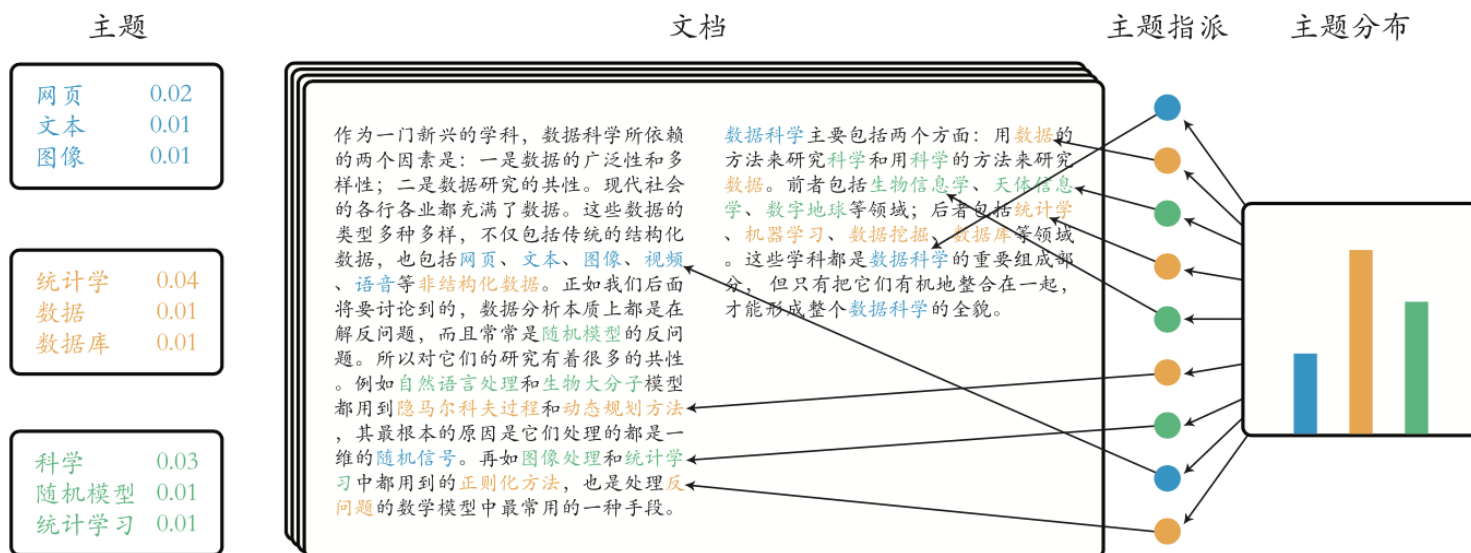 主题
文档
主题指派
主题分布
网页 0.02
文本 0.01
图像 0.01
统计学 0.04
数据 0.01
数据库 0.01
科学 0.03
随机模型 0.01
统计学习 0.01
作为一门新兴的学科，数据科学所依赖
的两个因素是：一是数据的广泛性和多
样性；二是数据研究的共性。现代社会
的各行各业都充满了数据。这些数据的
类型多种多样，不仅包括传统的结构化
数据，也包括网页、文本、图像、视频
、语音等非结构化数据。正如我们后面
将要讨论到的，数据分析本质上都是在
解反问题，而且常常是随机模型的反问
题。所以对它们的研究有着很多的共性
。例如自然语言处理和生物大分子模型
都用到隐马尔科夫过程和动态规划方法
，其最根本的原因是它们处理的都是一
维的随机信号。再如图像处理和统计学
习中都用到的正则化方法，也是处理反
问题的数学模型中最常用的一种手段。
数据科学主要包括两个方面：用数据的
方法来研究科学和用科学的方法来研究
数据。前者包括生物信息学、天体信息
学、数字地球等领域；后者包括统计学
、机器学习、数据挖掘、数据库等领域
。这些学科都是数据科学的重要组成部
分，但只有把它们有机地整合在一起，
才能形成整个数据科学的全貌。